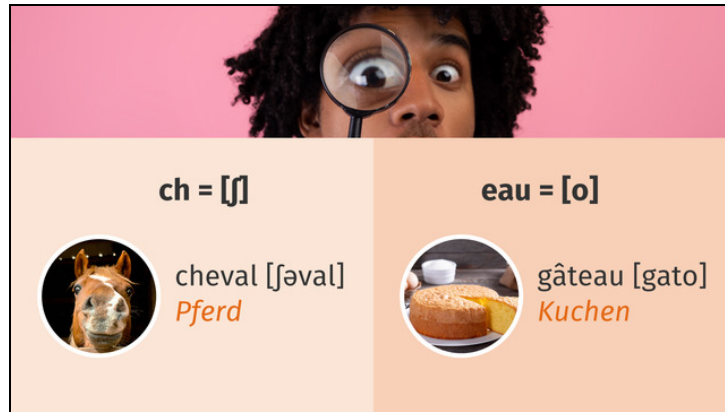 ch = [ʃ]
cheval [ʃəval]
Pferd
eau = [o]
gâteau [gato]
Kuchen